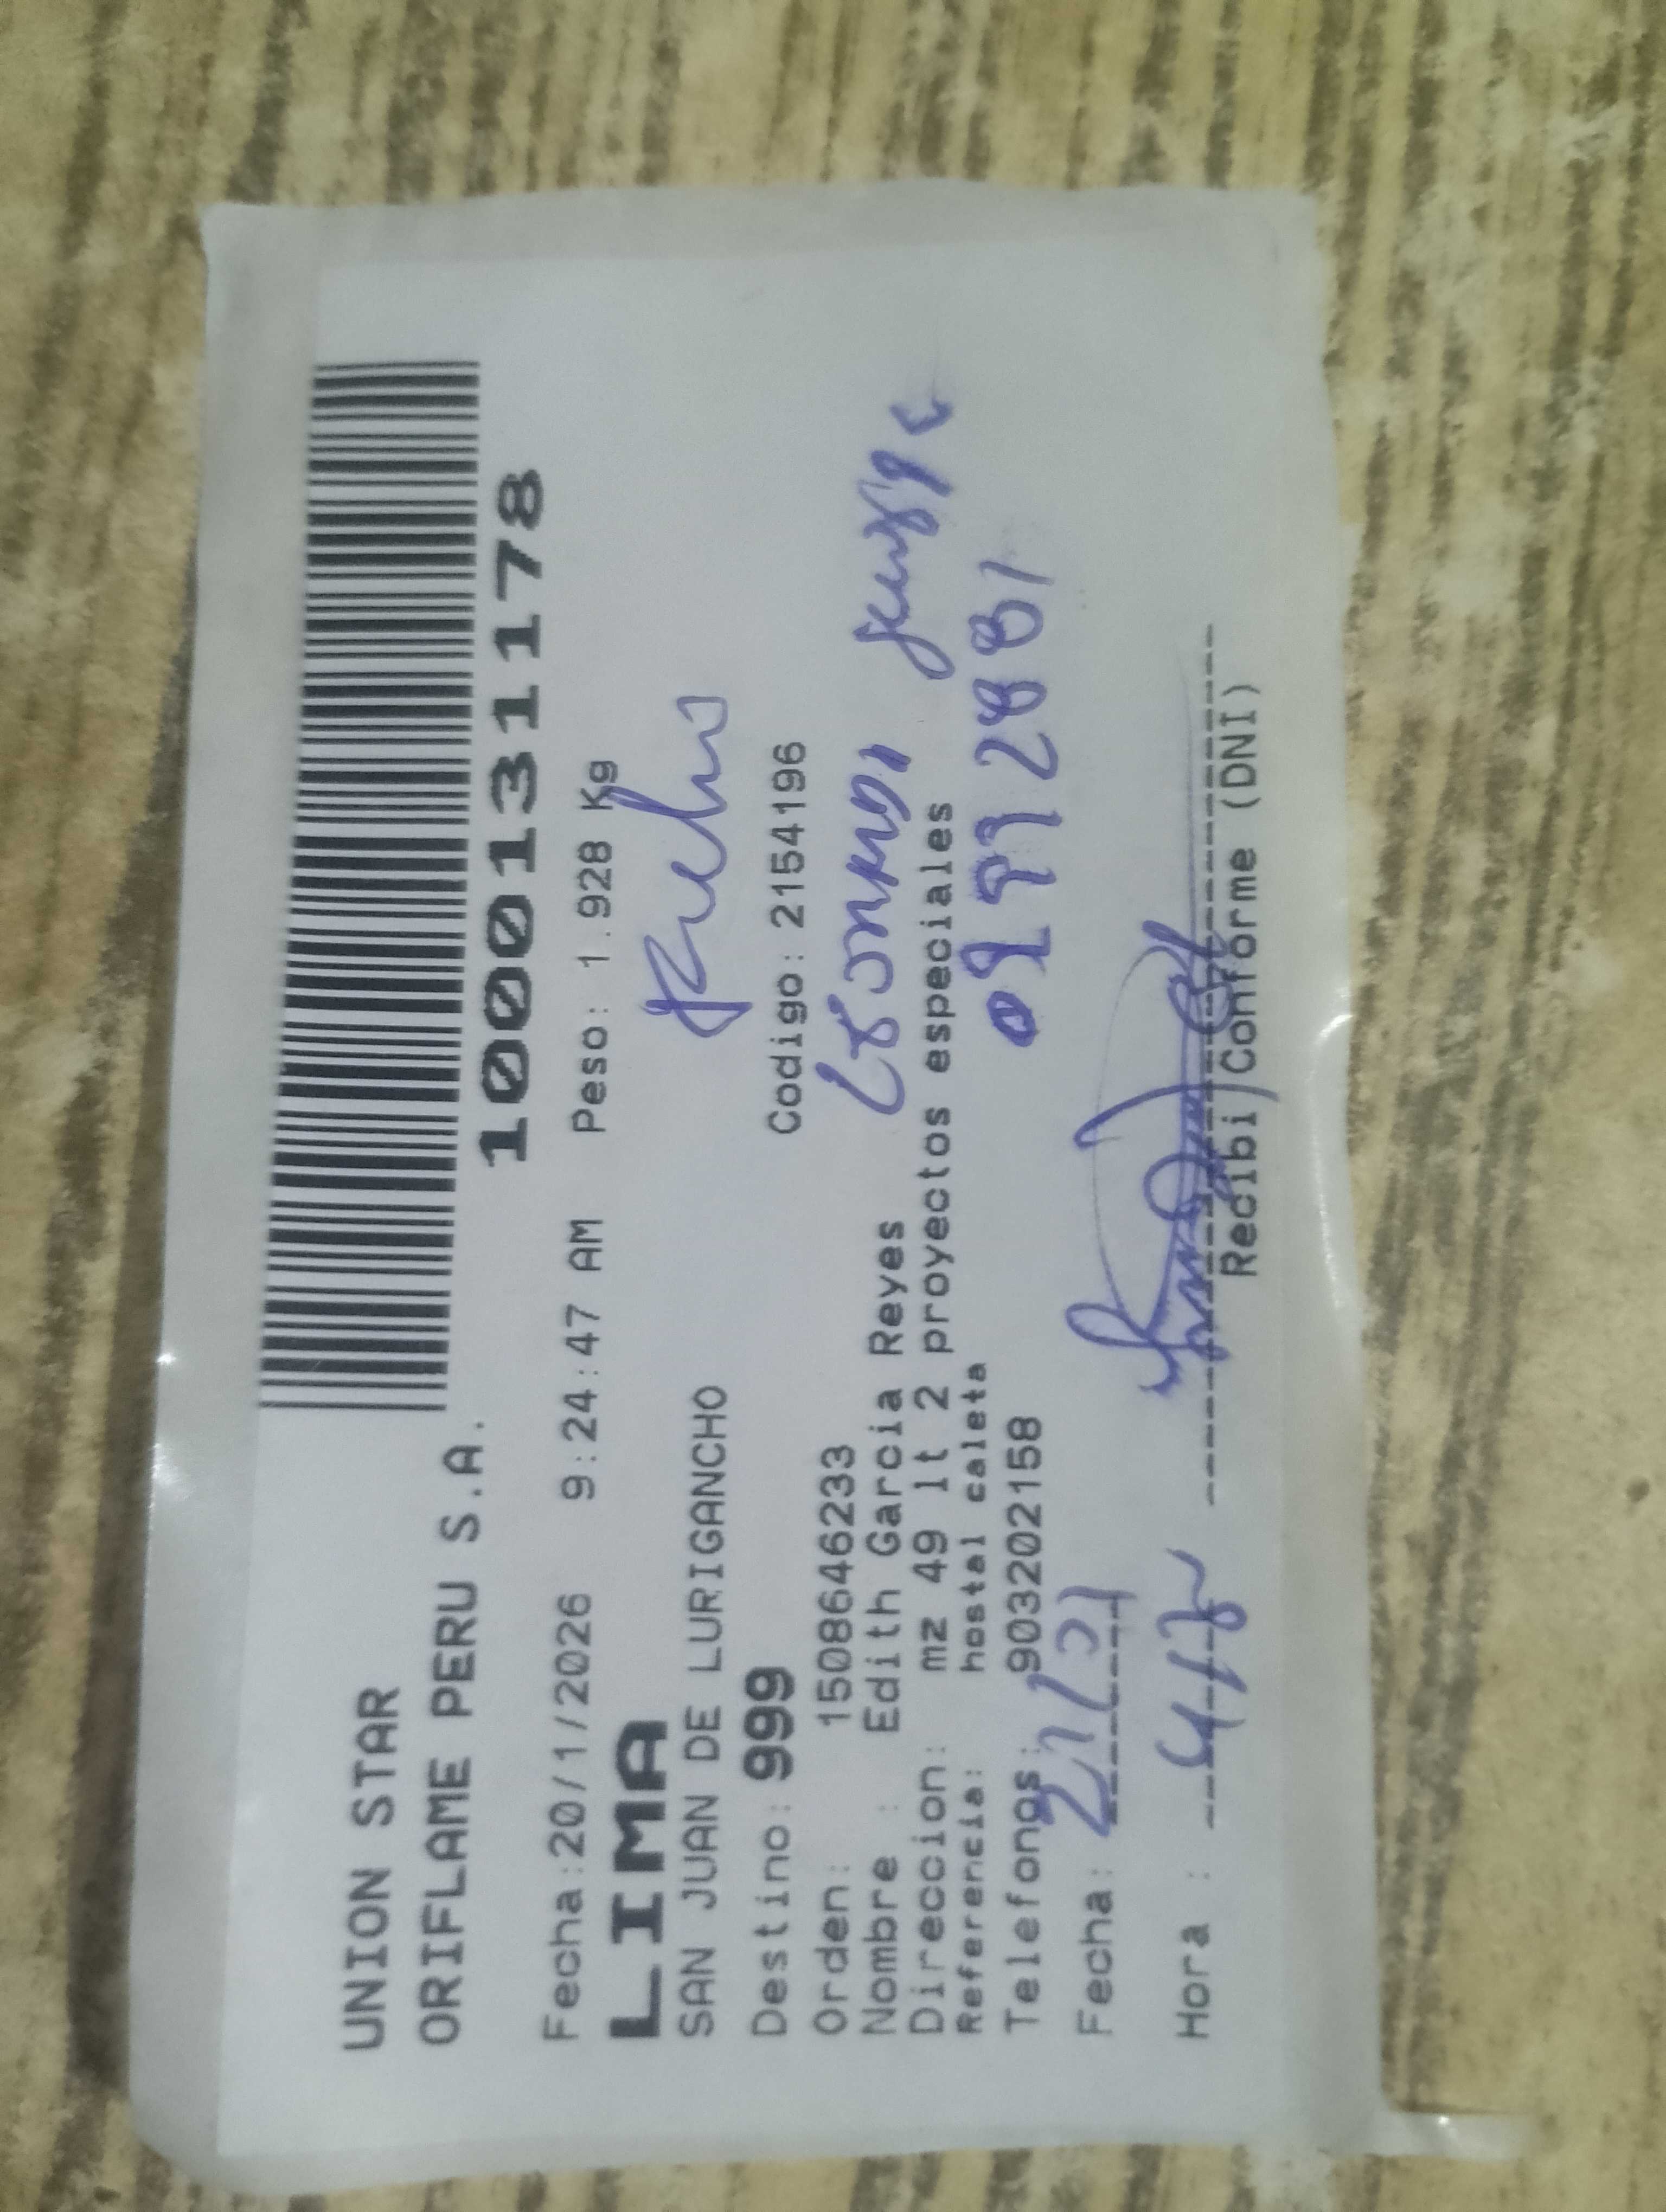 UNION STAR
ORIFLAME PERU S.A.
100131178
Fecha:20/1/2026 9:24:47 AM Peso: 1.928 Kg
LIMA
SAN JUAN DE LURIGANCHO
Destino: 999 Codigo: 2154196
Orden: 1508646233
Nombre : Edith Garcia Reyes
Direccion: mz 49 lt 2 proyectos especiales
Referencia: hostal caleta
Telefonos: 903202158
Fecha:
Hora :
Recibi Conforme (DNI)